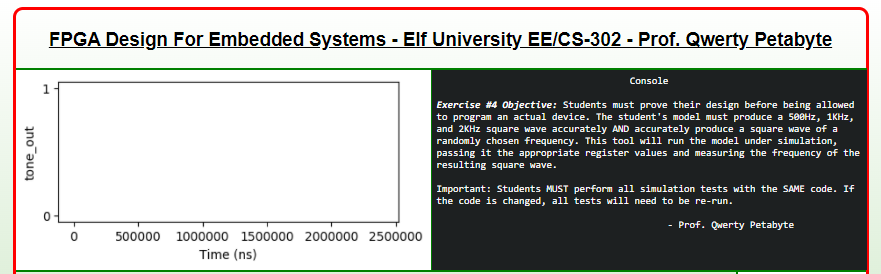 FPGA Design For Embedded Systems - Elf University EE/CS-302 - Prof. Qwerty Petabyte
1
tone_out
0
0 500000 1000000 1500000 2000000 2500000
Time (ns)
Console
Exercise #4 Objective: Students must prove their design before being allowed
to program an actual device. The student's model must produce a 500Hz, 1KHz,
and 2KHz square wave accurately AND accurately produce a square wave of a
randomly chosen frequency. This tool will run the model under simulation,
passing it the appropriate register values and measuring the frequency of the
resulting square wave.
Important: Students MUST perform all simulation tests with the SAME code. If
the code is changed, all tests will need to be re-run.
- Prof. Qwerty Petabyte